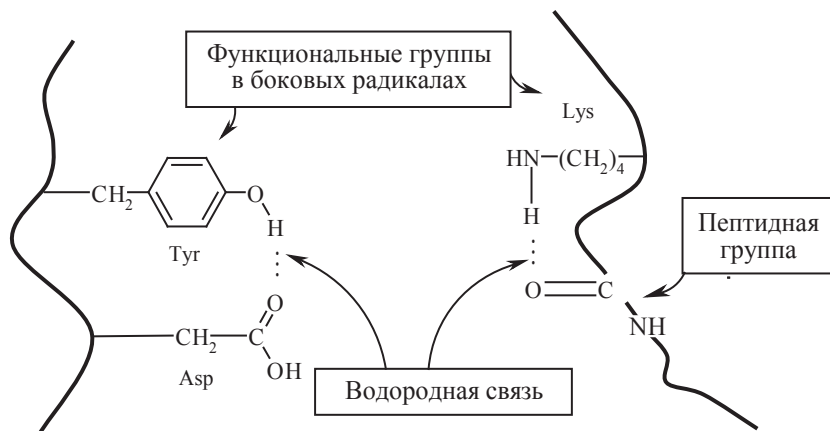 Функциональные группы
в боковых радикалах
Lys
HN—(CH₂)₄
H
CH₂
O
H
Tyr
Пептидная
группа
O
C
NH
O
CH₂—C
OH
Asp
Водородная связь